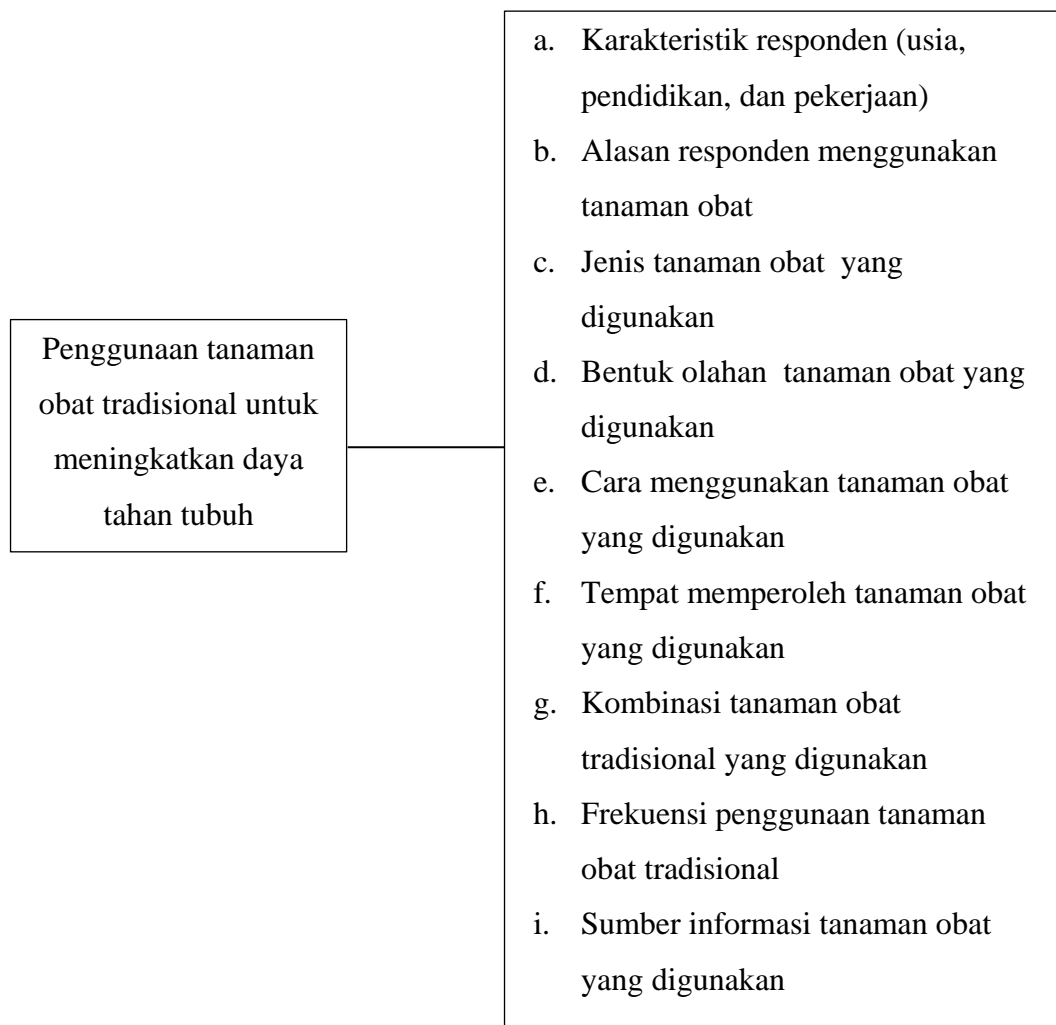 Penggunaan tanaman
obat tradisional untuk
meningkatkan daya
tahan tubuh
a. Karakteristik responden (usia,
pendidikan, dan pekerjaan)
b. Alasan responden menggunakan
tanaman obat
c. Jenis tanaman obat yang
digunakan
d. Bentuk olahan tanaman obat yang
digunakan
e. Cara menggunakan tanaman obat
yang digunakan
f. Tempat memperoleh tanaman obat
yang digunakan
g. Kombinasi tanaman obat
tradisional yang digunakan
h. Frekuensi penggunaan tanaman
obat tradisional
i. Sumber informasi tanaman obat
yang digunakan